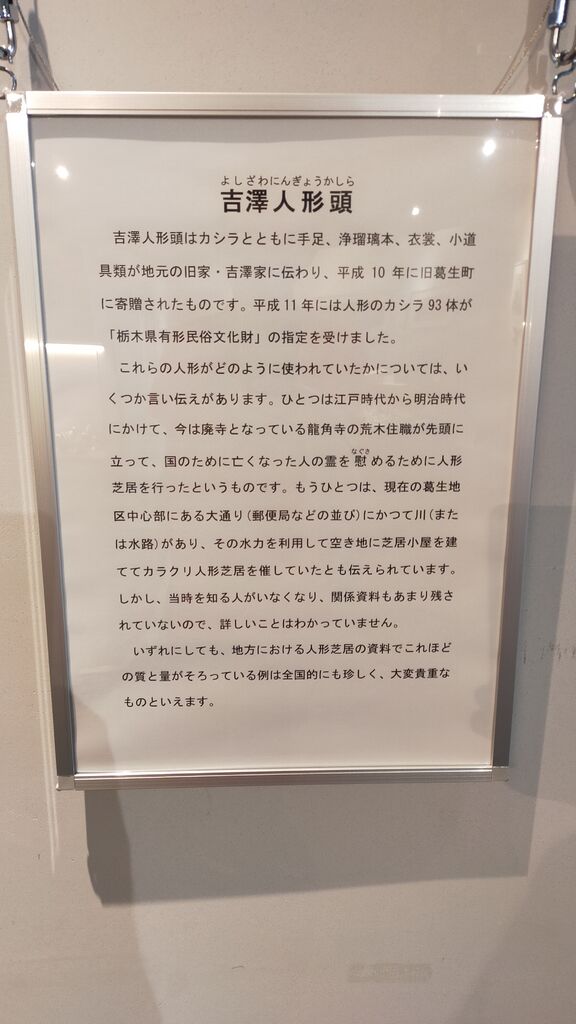 よしざわにんぎょうかしら
吉澤人形頭
吉澤人形頭はカシラとともに手足、浄瑠璃本、衣裳、小道
具類が地元の旧家・吉澤家に伝わり、平成 10 年に旧葛生町
に寄贈されたものです。平成 11 年には人形のカシラ 93 体が
「栃木県有形民俗文化財」の指定を受けました。
これらの人形がどのように使われていたかについては、い
くつか言い伝えがあります。ひとつは江戸時代から明治時代
にかけて、今は廃寺となっている龍角寺の荒木住職が先頭に
なぐさ
立って、国のために亡くなった人の霊を慰めるために人形
芝居を行ったというものです。もうひとつは、現在の葛生地
区中心部にある大通り(郵便局などの並び)にかつて川(また
は水路)があり、その水力を利用して空き地に芝居小屋を建
ててカラクリ人形芝居を催していたとも伝えられています。
しかし、当時を知る人がいなくなり、関係資料もあまり残さ
れていないので、詳しいことはわかっていません。
いずれにしても、地方における人形芝居の資料でこれほど
の質と量がそろっている例は全国的にも珍しく、大変貴重な
ものといえます。